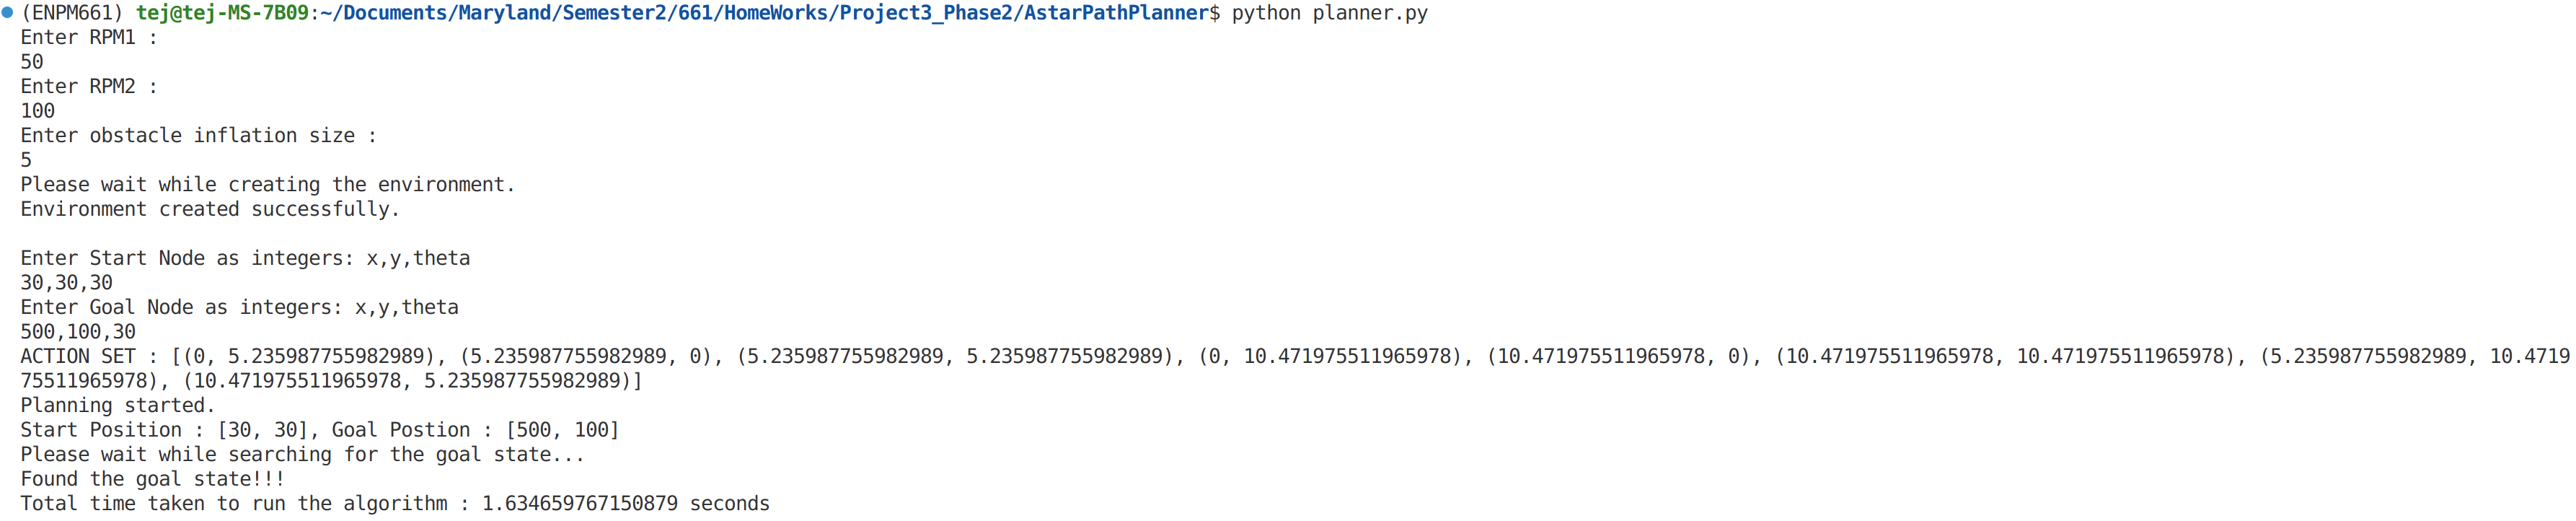 (ENPM661) tej@tej-MS-7B09:~/Documents/Maryland/Semester2/661/HomeWorks/Project3_Phase2/AstarPathPlanner$ python planner.py
Enter RPM1 :
50
Enter RPM2 :
100
Enter obstacle inflation size :
5
Please wait while creating the environment.
Environment created successfully.
Enter Start Node as integers: x,y,theta
30,30,30
Enter Goal Node as integers: x,y,theta
500,100,30
ACTION SET : [(0, 5.235987755982989), (5.235987755982989, 0), (5.235987755982989, 5.235987755982989), (0, 10.471975511965978), (10.471975511965978, 0), (10.471975511965978, 10.471975511965978), (5.235987755982989, 10.4719
75511965978), (10.471975511965978, 5.235987755982989)]
Planning started.
Start Position : [30, 30], Goal Postion : [500, 100]
Please wait while searching for the goal state...
Found the goal state!!!
Total time taken to run the algorithm : 1.634659767150879 seconds